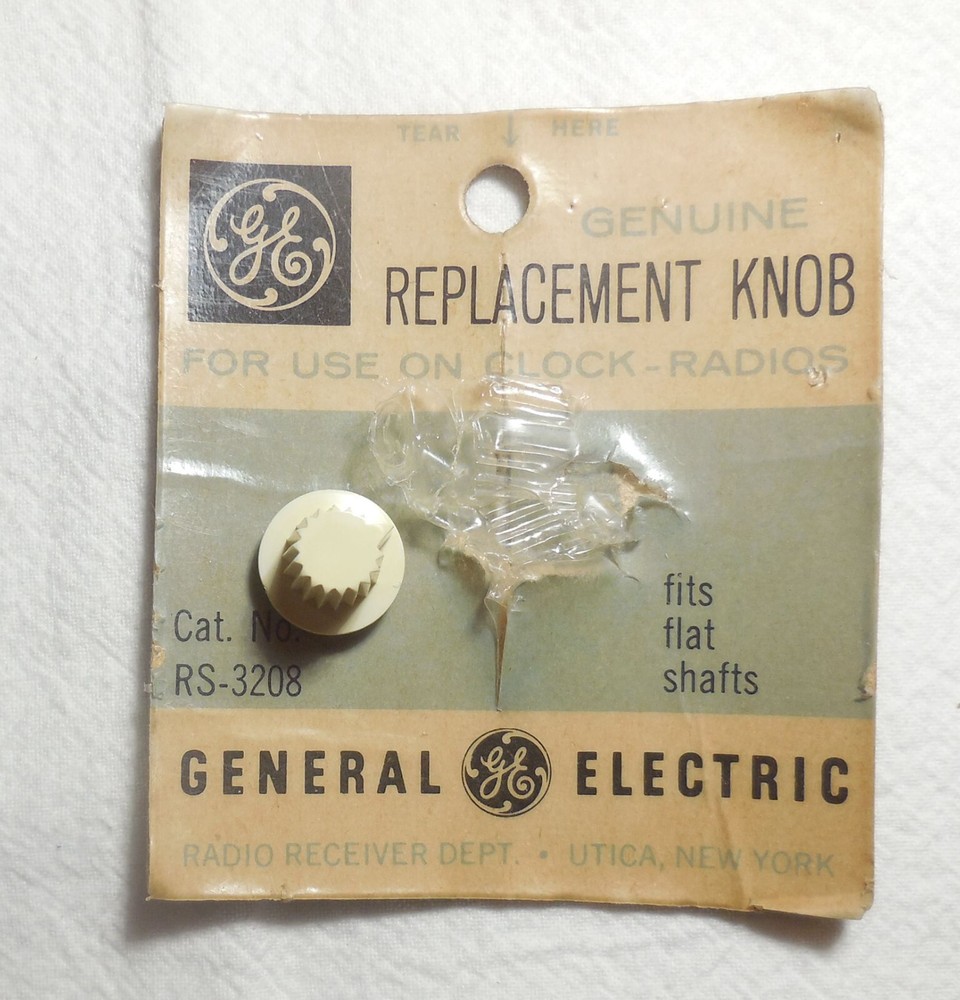 TEAR ↓ HERE
GE
GENUINE
REPLACEMENT KNOB
FOR USE ON CLOCK-RADIOS
fits
flat
shafts
Cat. No.
RS-3208
GENERAL GE ELECTRIC
RADIO RECEIVER DEPT. • UTICA, NEW YORK